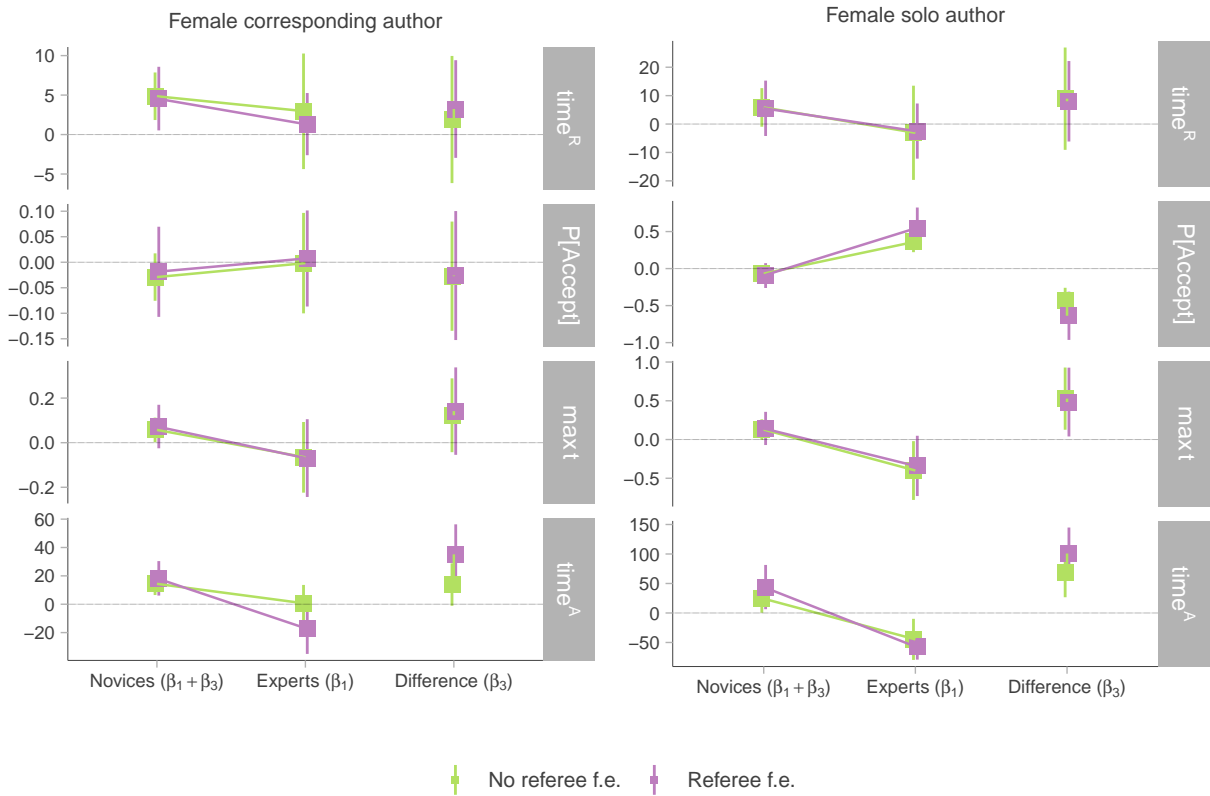 Female corresponding author
10
5
0
−5
time^R
0.10
0.05
0.00
−0.05
−0.10
−0.15
P[Accept]
0.2
0.0
−0.2
max t
60
40
20
0
−20
time^A
Novices (β₁ + β₃)
Experts (β₁)
Difference (β₃)
Female solo author
20
10
0
−10
−20
time^R
0.5
0.0
−0.5
−1.0
P[Accept]
1.0
0.5
0.0
−0.5
max t
150
100
50
0
−50
time^A
Novices (β₁ + β₃)
Experts (β₁)
Difference (β₃)
No referee f.e.
Referee f.e.